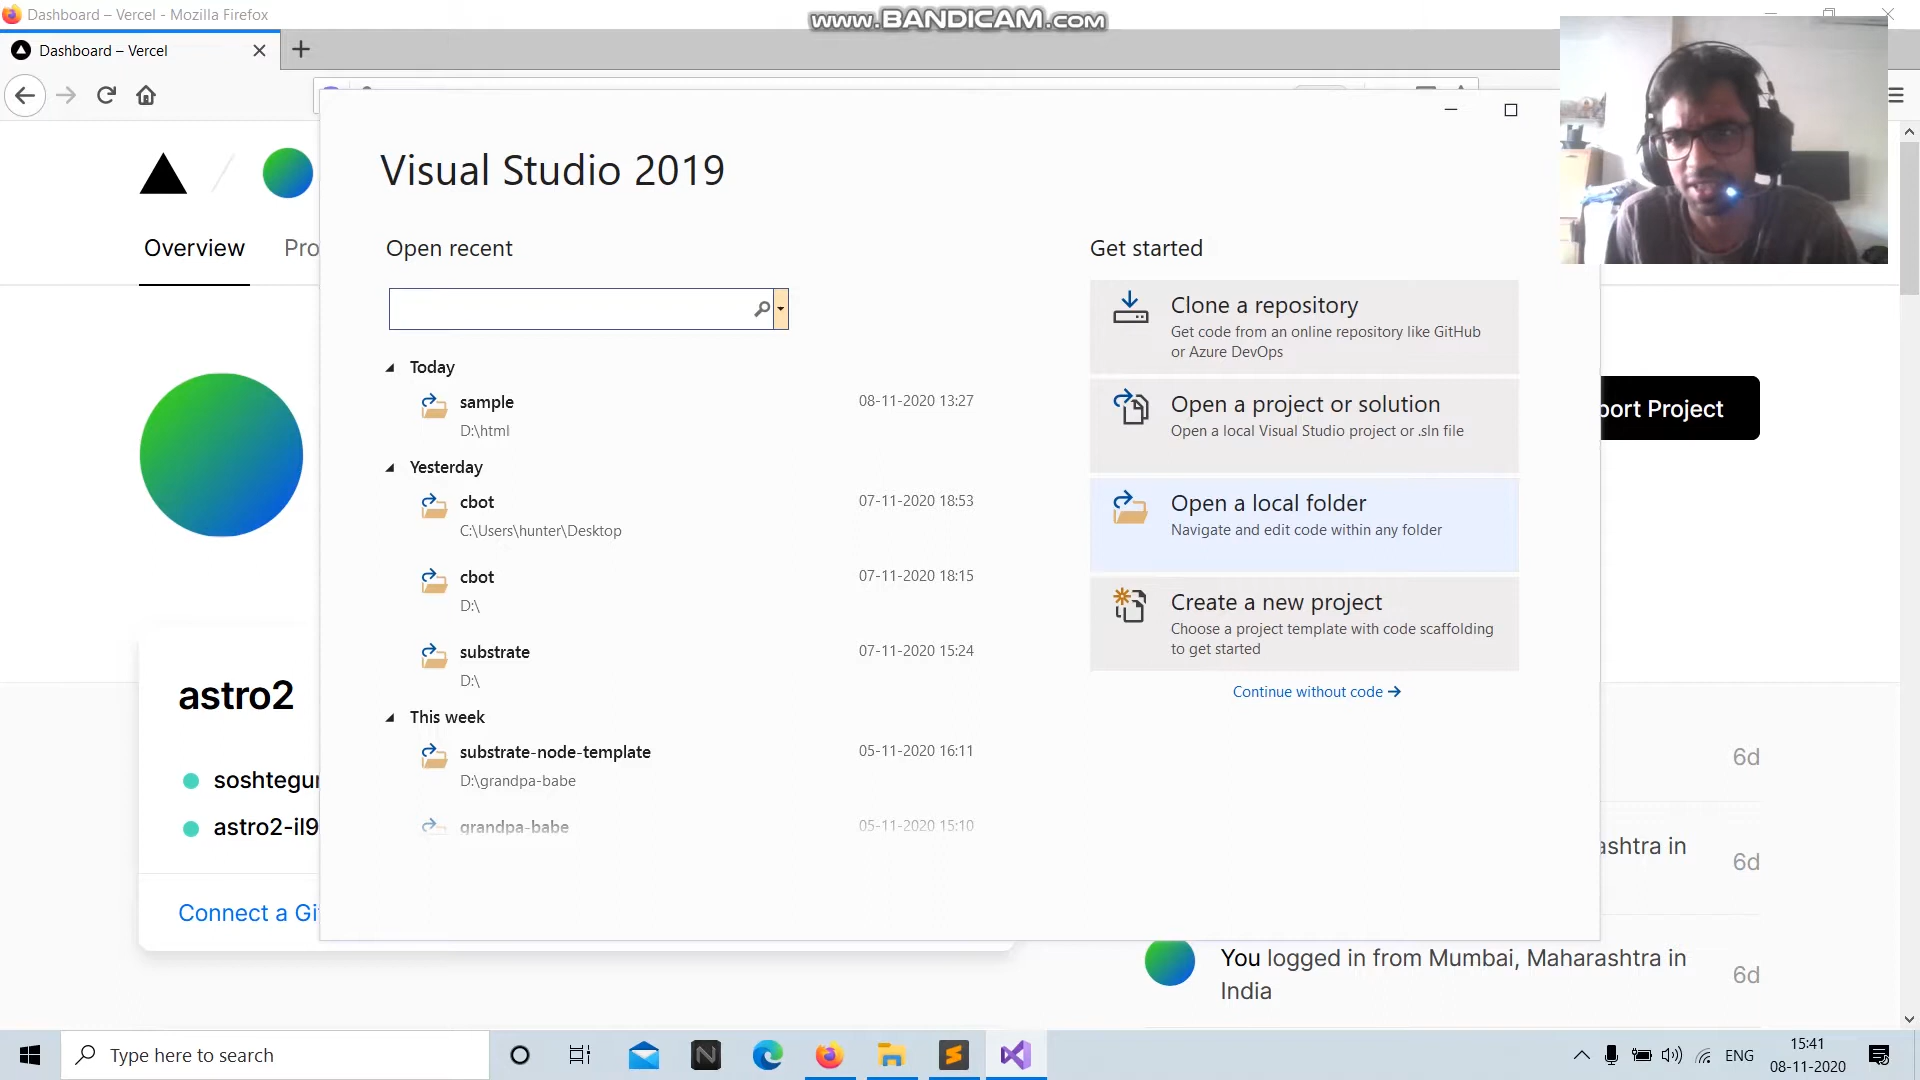 Dashboard – Vercel - Mozilla Firefox
www.BANDICAM.com
Dashboard – Vercel
Overview
Pro
Visual Studio 2019
Open recent
Today
sample
08-11-2020 13:27
D:\html
Yesterday
cbot
07-11-2020 18:53
C:\Users\hunter\Desktop
cbot
07-11-2020 18:15
D:\
substrate
07-11-2020 15:24
D:\
This week
substrate-node-template
05-11-2020 16:11
D:\grandpa-babe
grandpa-babe
05-11-2020 15:10
Get started
Clone a repository
Get code from an online repository like GitHub
or Azure DevOps
Open a project or solution
Open a local Visual Studio project or .sln file
Open a local folder
Navigate and edit code within any folder
Create a new project
Choose a project template with code scaffolding
to get started
Continue without code →
port Project
astro2
soshtegur
astro2-il9
Connect a Gi
6d
ashtra in
6d
You logged in from Mumbai, Maharashtra in
India
6d
Type here to search
ENG
15:41
08-11-2020